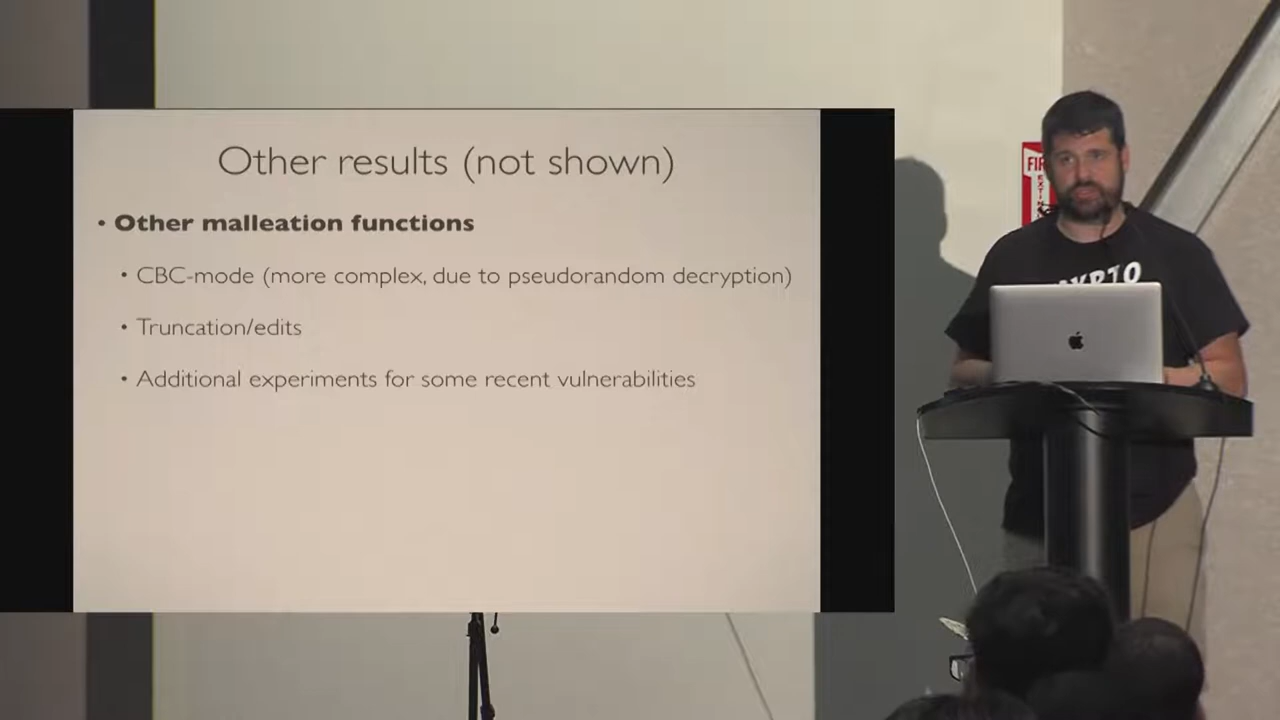 Other results (not shown)
• Other malleation functions
• CBC-mode (more complex, due to pseudorandom decryption)
• Truncation/edits
• Additional experiments for some recent vulnerabilities